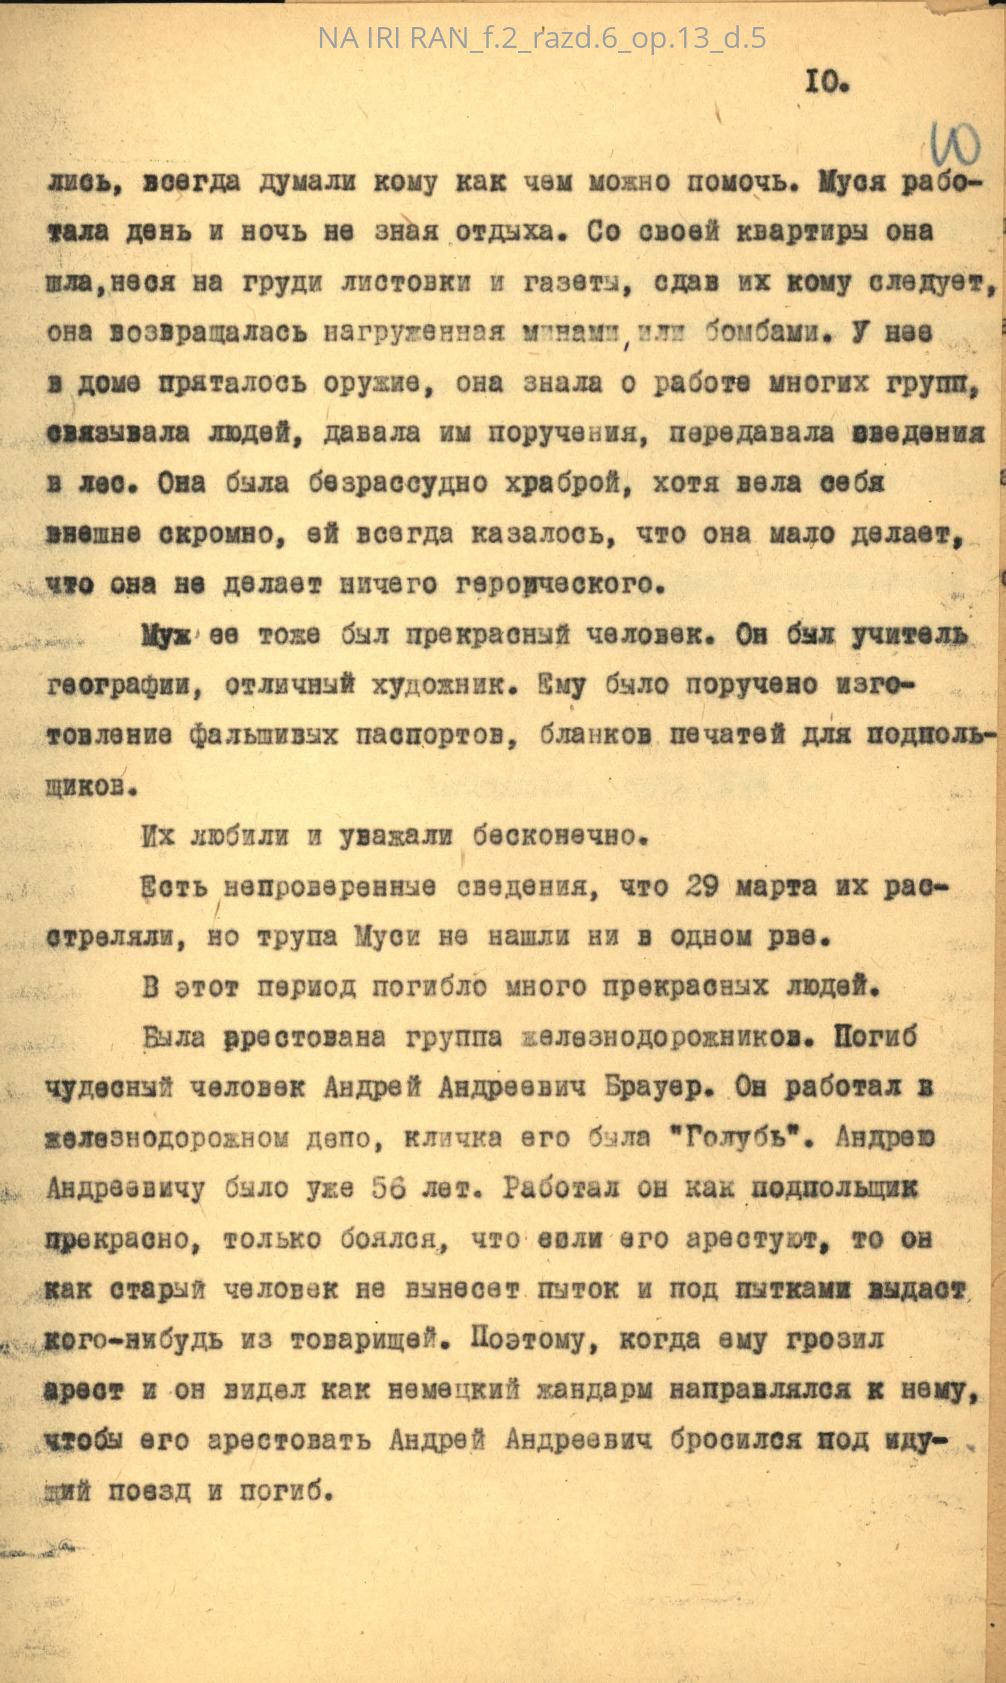 NA IRI RAN_f.2_razd.6_op.13_d.5
10.
10
лись, всегда думали кому как чем можно помочь. Муся рабо-
тала день и ночь не зная отдыха. Со своей квартиры она
шла,неся на груди листовки и газеты, сдав их кому следует,
она возвращалась нагруженная минами,или бомбами. У нее
в доме пряталось оружие, она знала о работе многих групп,
связывала людей, давала им поручения, передавала сведения
в лес. Она была безрассудно храброй, хотя вела себя
внешне скромно, ей всегда казалось, что она мало делает,
что она не делает ничего героического.
Муж ее тоже был прекрасный человек. Он был учитель
географии, отличный художник. Ему было поручено изго-
товление фальшивых паспортов, бланков печатей для подполь-
щиков.
Их любили и уважали бесконечно.
Есть непроверенные сведения, что 29 марта их рас-
стреляли, но трупа Муси не нашли ни в одном рве.
В этот период погибло много прекрасных людей.
Была арестована группа железнодорожников. Погиб
чудесный человек Андрей Андреевич Брауер. Он работал в
железнодорожном депо, кличка его была "Голубь". Андрею
Андреевичу было уже 56 лет. Работал он как подпольщик
прекрасно, только боялся, что если его арестуют, то он
как старый человек не вынесет пыток и под пытками выдаст
кого-нибудь из товарищей. Поэтому, когда ему грозил
арест и он видел как немецкий жандарм направлялся к нему,
чтобы его арестовать Андрей Андреевич бросился под иду-
щий поезд и погиб.